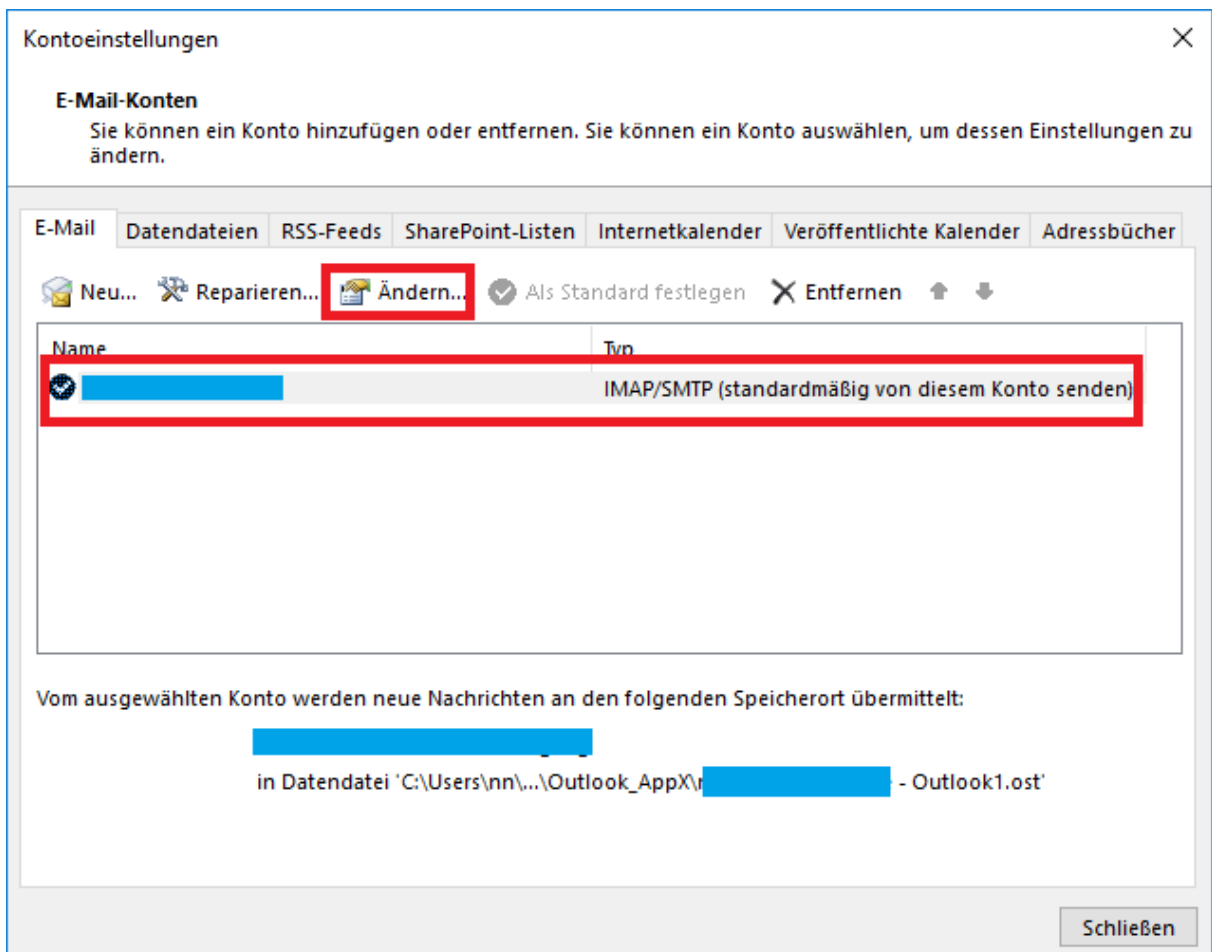 Kontoeinstellungen
E-Mail-Konten
Sie können ein Konto hinzufügen oder entfernen. Sie können ein Konto auswählen, um dessen Einstellungen zu
ändern.
E-Mail Datendateien RSS-Feeds SharePoint-Listen Internetkalender Veröffentlichte Kalender Adressbücher
Neu... Reparieren... Ändern... Als Standard festlegen Entfernen
Name Typ
IMAP/SMTP (standardmäßig von diesem Konto senden)
Vom ausgewählten Konto werden neue Nachrichten an den folgenden Speicherort übermittelt:
in Datendatei 'C:\Users\nn\...\Outlook_AppX\ - Outlook1.ost'
Schließen